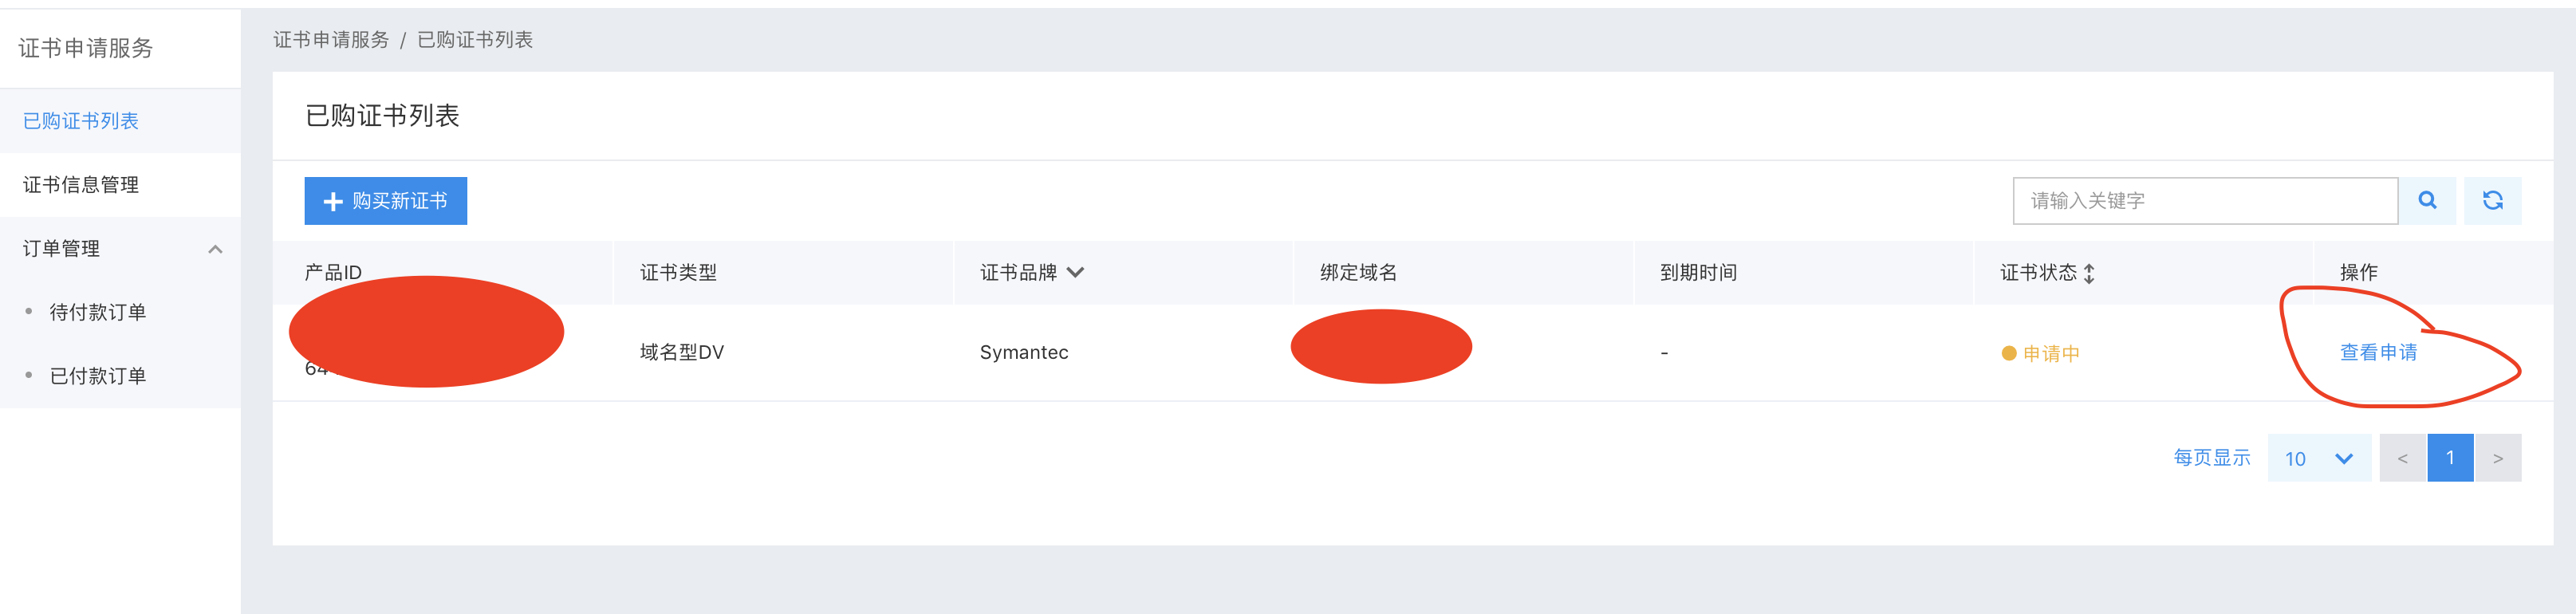 证书申请服务
证书申请服务 / 已购证书列表
已购证书列表
证书信息管理
订单管理
待付款订单
已付款订单
已购证书列表
购买新证书
请输入关键字
产品ID 证书类型 证书品牌 绑定域名 到期时间 证书状态 操作
域名型DV Symantec - 申请中 查看申请
64
每页显示 10 < 1 >